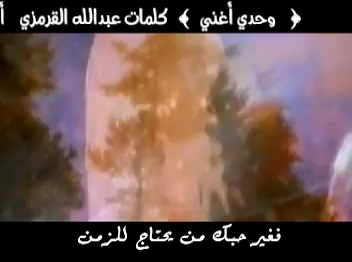 ﴿ وحدي أغني ﴾ كلمات عبدالله القرمزي أ
فغير حبك من يحتاج للزمن